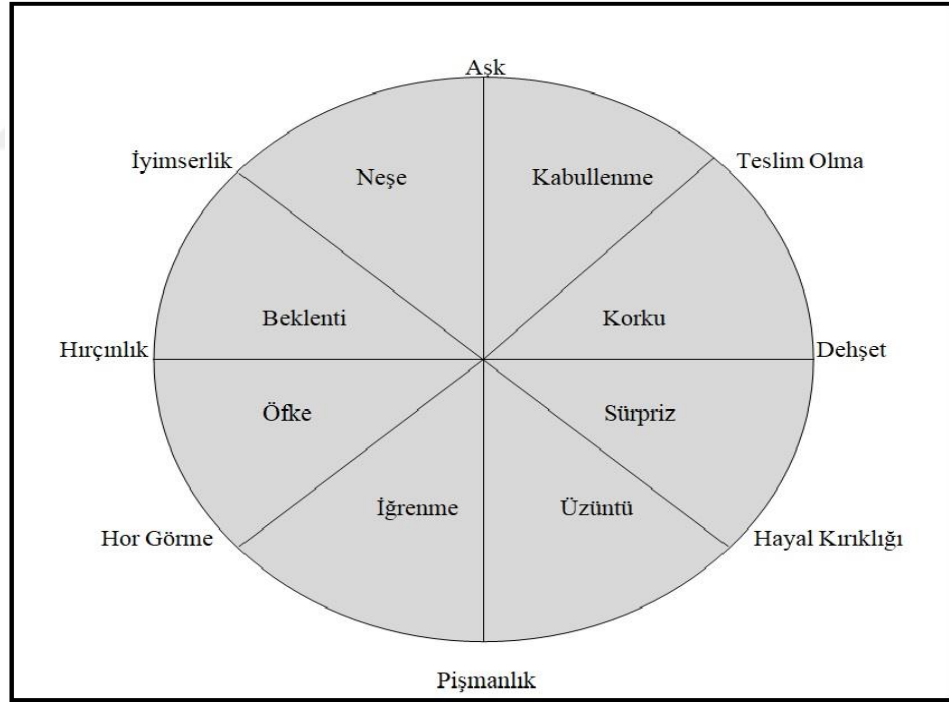 Aşk
İyimserlik
Teslim Olma
Neşe
Kabullenme
Beklenti
Korku
Hırçınlık
Dehşet
Öfke
Sürpriz
İğrenme
Üzüntü
Hor Görme
Hayal Kırıklığı
Pişmanlık